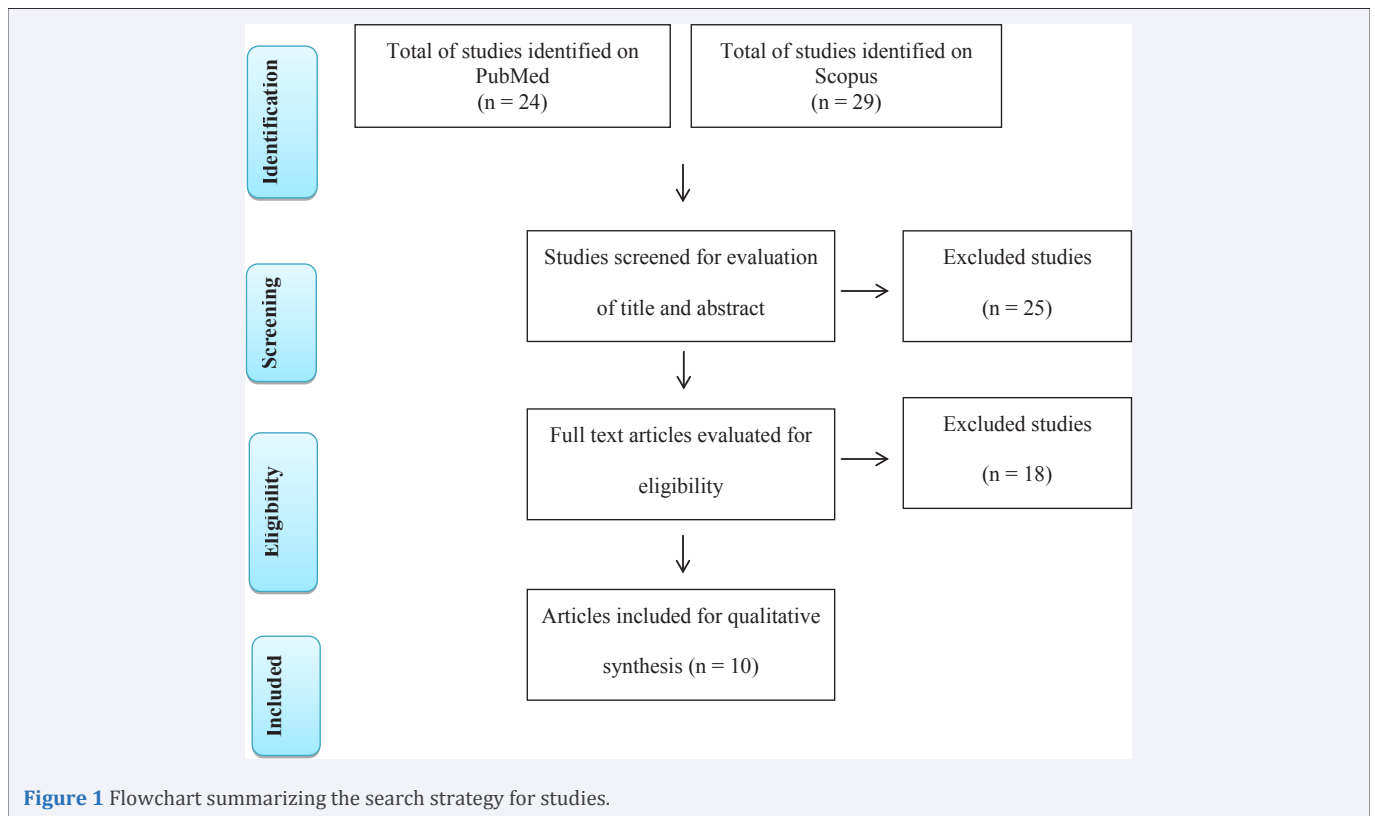 Identification
Total of studies identified on
PubMed
(n = 24)
Total of studies identified on
Scopus
(n = 29)
Screening
Studies screened for evaluation
of title and abstract
Excluded studies
(n = 25)
Eligibility
Full text articles evaluated for
eligibility
Excluded studies
(n = 18)
Included
Articles included for qualitative
synthesis (n = 10)
Figure 1 Flowchart summarizing the search strategy for studies.